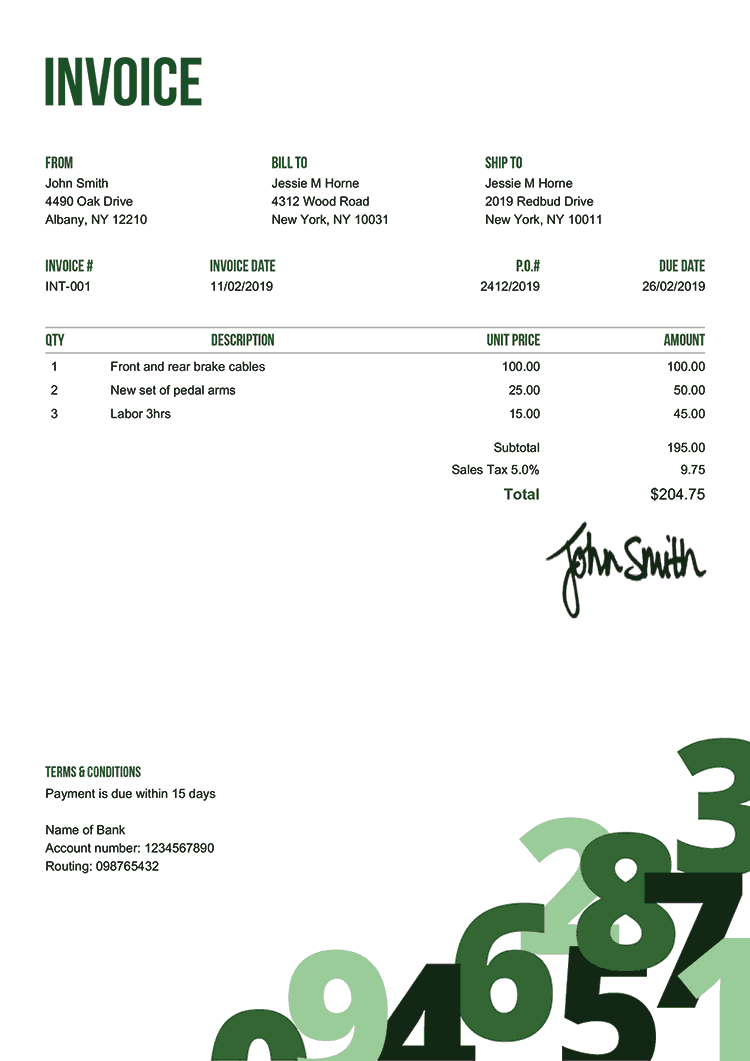 INVOICE
FROM BILL TO SHIP TO
John Smith Jessie M Horne Jessie M Horne
4490 Oak Drive 4312 Wood Road 2019 Redbud Drive
Albany, NY 12210 New York, NY 10031 New York, NY 10011
INVOICE # INVOICE DATE P.O.# DUE DATE
INT-001 11/02/2019 2412/2019 26/02/2019
QTY DESCRIPTION UNIT PRICE AMOUNT
1 Front and rear brake cables 100.00 100.00
2 New set of pedal arms 25.00 50.00
3 Labor 3hrs 15.00 45.00
Subtotal 195.00
Sales Tax 5.0% 9.75
Total $204.75
John Smith
TERMS & CONDITIONS
Payment is due within 15 days
Name of Bank
Account number: 1234567890
Routing: 098765432
3
2 8 7
6 5 1
0 9 4